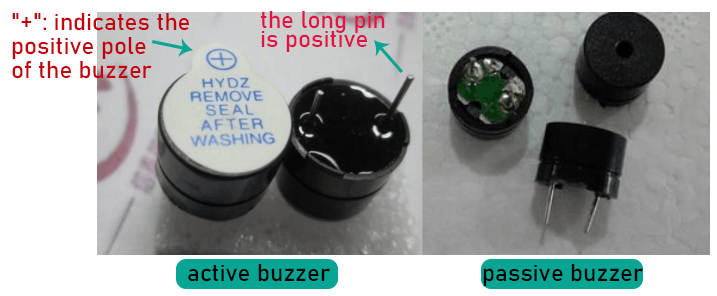 "+": indicates the
positive pole
of the buzzer
the long pin
is positive
+
HYDZ
REMOVE
SEAL
AFTER
WASHING
active buzzer
passive buzzer